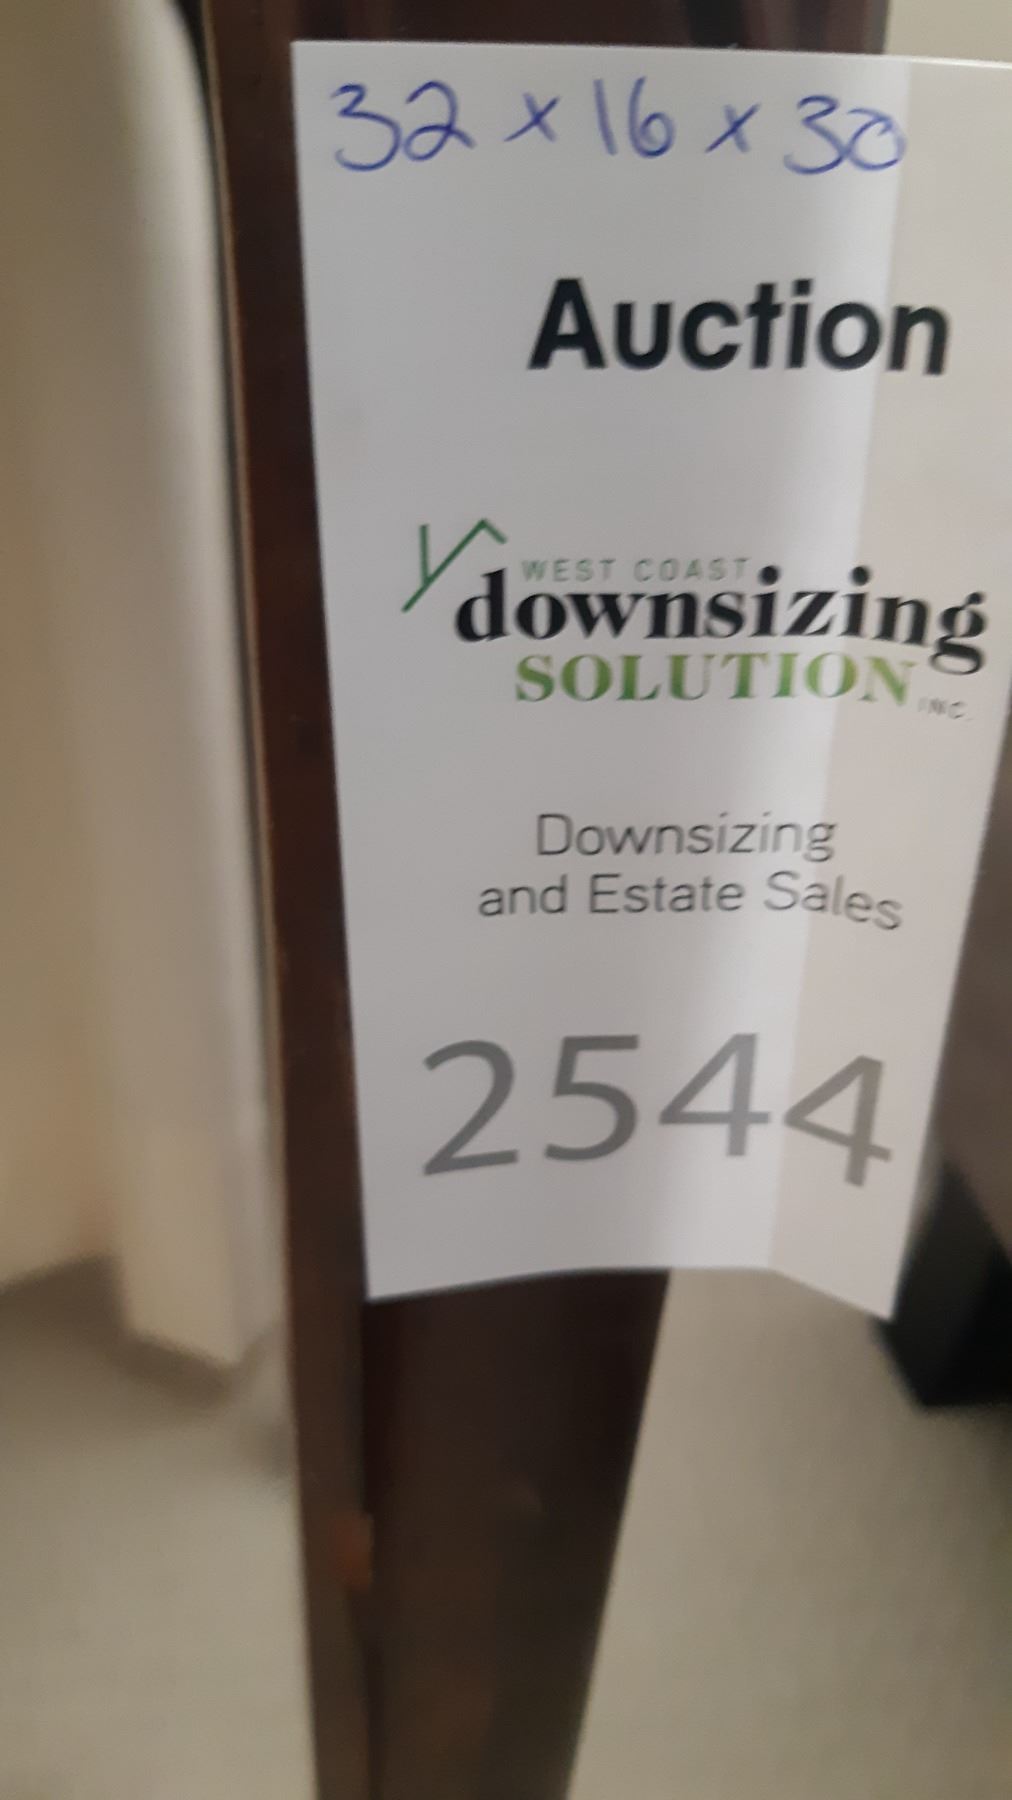 32 x 16 x 30
Auction
WEST COAST
downsizing
SOLUTION INC.
Downsizing
and Estate Sales
2544